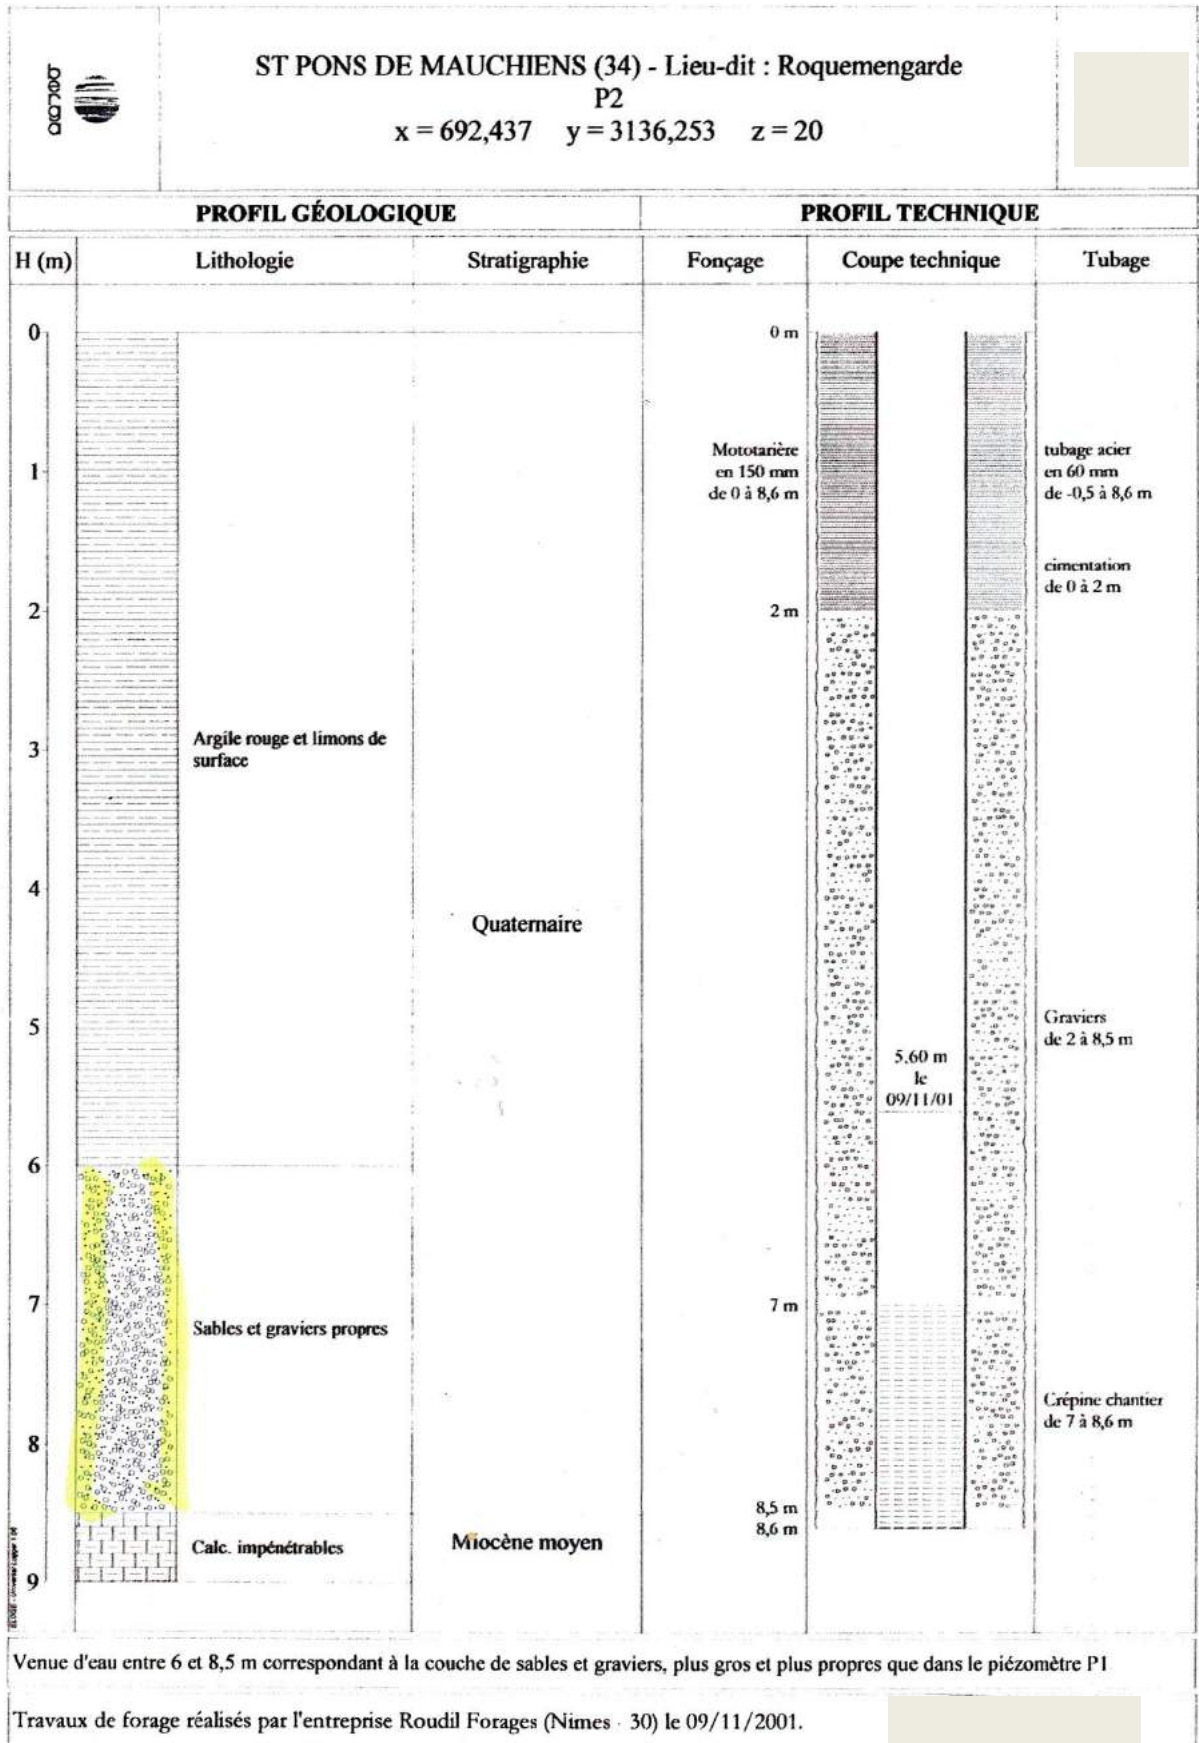 berga
ST PONS DE MAUCHIENS (34) - Lieu-dit : Roquemengarde
P2
x = 692,437 y = 3136,253 z = 20
PROFIL GÉOLOGIQUE
PROFIL TECHNIQUE
H (m)
Lithologie
Stratigraphie
Fonçage
Coupe technique
Tubage
0
0 m
Mototarière
en 150 mm
de 0 à 8,6 m
tubage acier
en 60 mm
de -0,5 à 8,6 m
1
cimentation
de 0 à 2 m
2
2 m
Argile rouge et limons de
surface
3
4
Quaternaire
5
Graviers
de 2 à 8,5 m
5,60 m
le
09/11/01
6
7
7 m
Sables et graviers propres
Crépine chantier
de 7 à 8,6 m
8
8,5 m
8,6 m
Calc. impénétrables
Miocène moyen
9
Venue d'eau entre 6 et 8,5 m correspondant à la couche de sables et graviers, plus gros et plus propres que dans le piézomètre P1
Travaux de forage réalisés par l'entreprise Roudil Forages (Nimes - 30) le 09/11/2001.